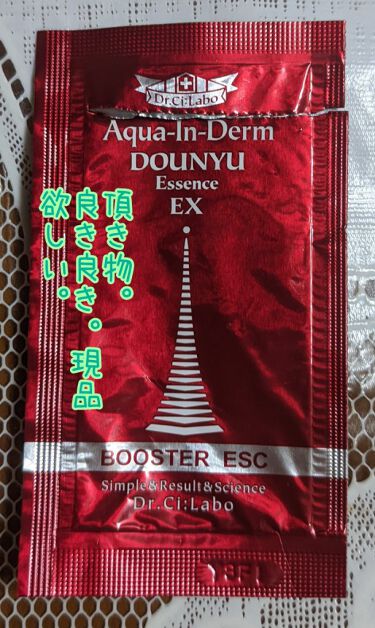 Dr.Ci:Labo
Aqua-In-Derm
DOUNYU
Essence
EX
頂き物。
良き良き。現品
欲しい。
BOOSTER ESC
Simple&Result&Science
Dr.Ci:Labo